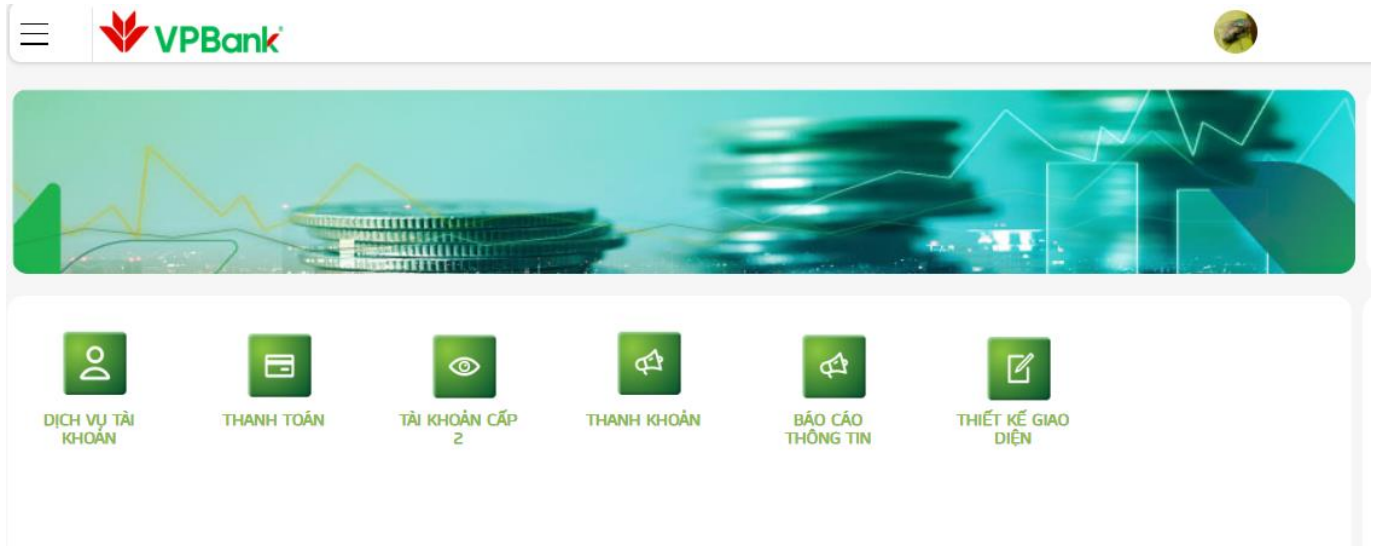 VPBank
DỊCH VỤ TÀI
KHOẢN
THANH TOÁN
TÀI KHOẢN CẤP
2
THANH KHOẢN
BÁO CÁO
THÔNG TIN
THIẾT KẾ GIAO
DIỆN